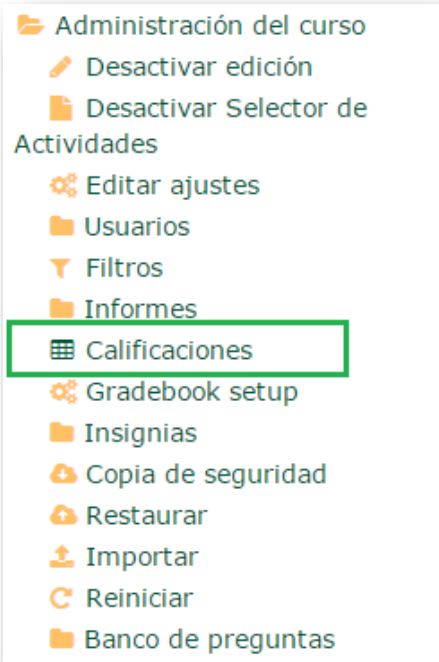 Administración del curso
Desactivar edición
Desactivar Selector de
Actividades
Editar ajustes
Usuarios
Filtros
Informes
Calificaciones
Gradebook setup
Insignias
Copia de seguridad
Restaurar
Importar
Reiniciar
Banco de preguntas